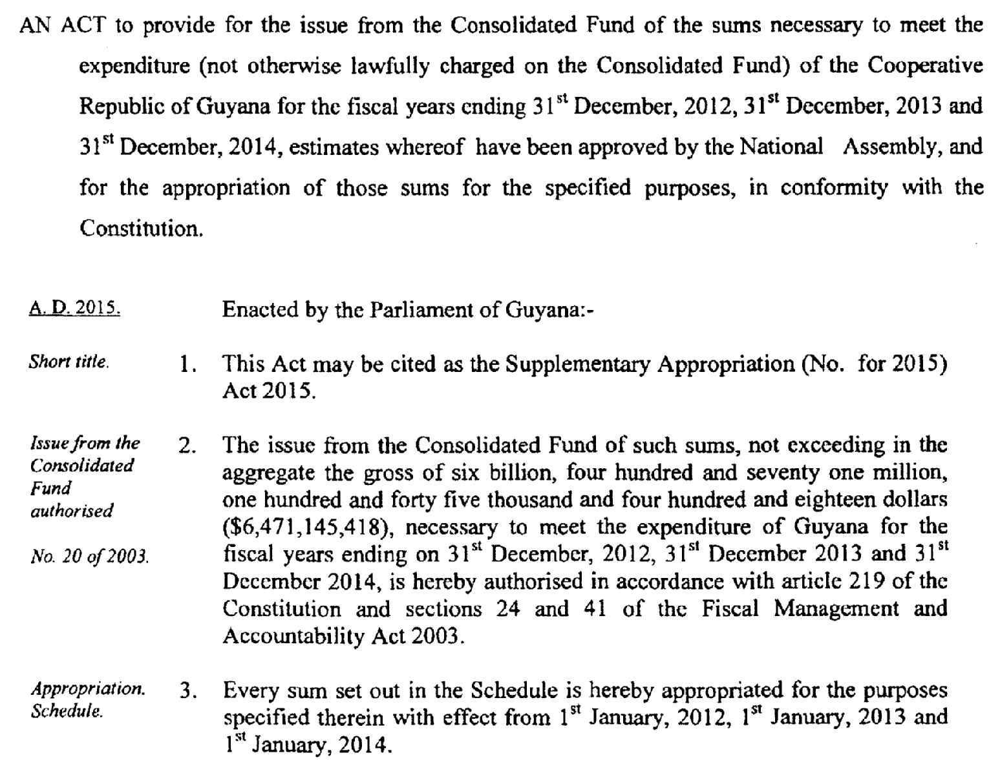 AN ACT to provide for the issue from the Consolidated Fund of the sums necessary to meet the
expenditure (not otherwise lawfully charged on the Consolidated Fund) of the Cooperative
Republic of Guyana for the fiscal years ending 31st December, 2012, 31st December, 2013 and
31st December, 2014, estimates whereof have been approved by the National Assembly, and
for the appropriation of those sums for the specified purposes, in conformity with the
Constitution.
A. D. 2015. Enacted by the Parliament of Guyana:-
Short title. 1. This Act may be cited as the Supplementary Appropriation (No. for 2015)
Act 2015.
Issue from the
Consolidated
Fund
authorised
No. 20 of 2003.
2. The issue from the Consolidated Fund of such sums, not exceeding in the
aggregate the gross of six billion, four hundred and seventy one million,
one hundred and forty five thousand and four hundred and eighteen dollars
($6,471,145,418), necessary to meet the expenditure of Guyana for the
fiscal years ending on 31st December, 2012, 31st December 2013 and 31st
December 2014, is hereby authorised in accordance with article 219 of the
Constitution and sections 24 and 41 of the Fiscal Management and
Accountability Act 2003.
Appropriation.
Schedule.
3. Every sum set out in the Schedule is hereby appropriated for the purposes
specified therein with effect from 1st January, 2012, 1st January, 2013 and
1st January, 2014.